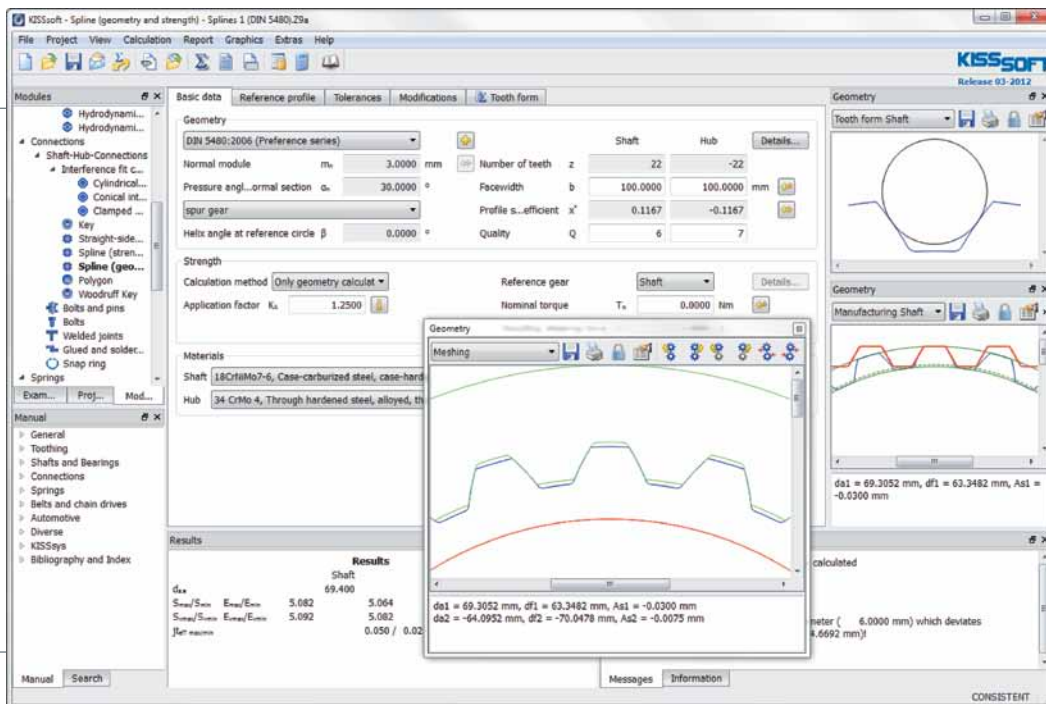 KISSsoft - Spline (geometry and strength) - Splines 1 (DIN 5480).Z9a
File Project View Calculation Report Graphics Extras Help
KISSSOFT
Release 03-2012
Modules
Hydrodynami...
Hydrodynami...
Connections
Shaft-Hub-Connections
Interference fit c...
Cylindrical...
Conical int...
Clamped ...
Key
Straight-side...
Spline (stren...
Spline (geo...
Polygon
Woodruff Key
Bolts and pins
Bolts
Welded joints
Glued and solder...
Snap ring
Springs
Exam... Proj... Mod...
Manual
General
Toothing
Shafts and Bearings
Connections
Springs
Belts and chain drives
Automotive
Diverse
KISSsys
Bibliography and Index
Manual Search
Basic data Reference profile Tolerances Modifications Tooth form
Geometry
DIN 5480:2006 (Preference series) Shaft Hub Details...
Normal module mₙ 3.0000 mm Number of teeth z 22 -22
Pressure angl...ormal section αₙ 30.0000 ° Facewidth b 100.0000 100.0000 mm
spur gear Profile s...efficient x* 0.1167 -0.1167
Helix angle at reference circle β 0.0000 ° Quality Q 6 7
Strength
Calculation method Only geometry calculat Reference gear Shaft Details...
Application factor K_A 1.2500 Nominal torque Tₙ 0.0000 Nm
Materials
Shaft 18CrNiMo7-6, Case-carburized steel, case-hard
Hub 34 CrMo 4, Through hardened steel, alloyed, th
Geometry
Meshing
da1 = 69.3052 mm, df1 = 63.3482 mm, As1 = -0.0300 mm
da2 = -64.0952 mm, df2 = -70.0478 mm, As2 = -0.0075 mm
Results
Results
Shaft
69.400
Smax/Smin Emax/Emin 5.082 5.064
Svmax/Svmin Evmax/Evmin 5.092 5.082
0.050 / 0.02
Geometry
Tooth form Shaft
Geometry
Manufacturing Shaft
da1 = 69.3052 mm, df1 = 63.3482 mm, As1 =
-0.0300 mm
calculated
meter ( 6.0000 mm) which deviates
4.6692 mm)!
Messages Information
CONSISTENT